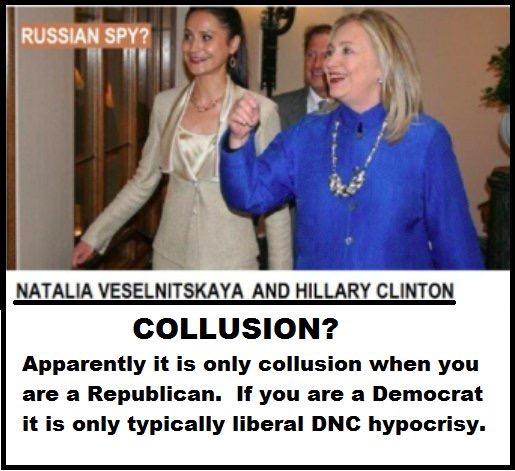 RUSSIAN SPY?
NATALIA VESELNITSKAYA AND HILLARY CLINTON
COLLUSION?
Apparently it is only collusion when you
are a Republican. If you are a Democrat
it is only typically liberal DNC hypocrisy.